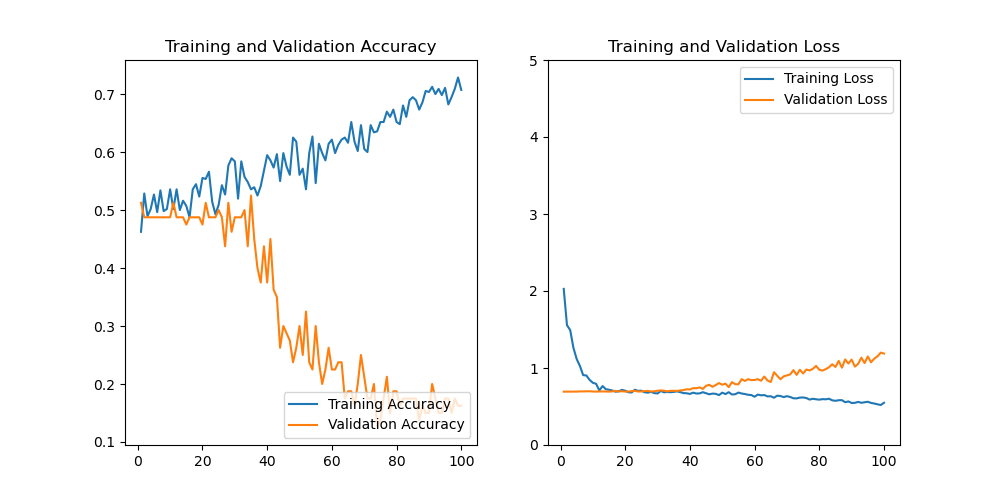 Training and Validation Accuracy
0.7
0.6
0.5
0.4
0.3
0.2
0.1
0 20 40 60 80 100
Training Accuracy
Validation Accuracy
Training and Validation Loss
5
4
3
2
1
0
0 20 40 60 80 100
Training Loss
Validation Loss